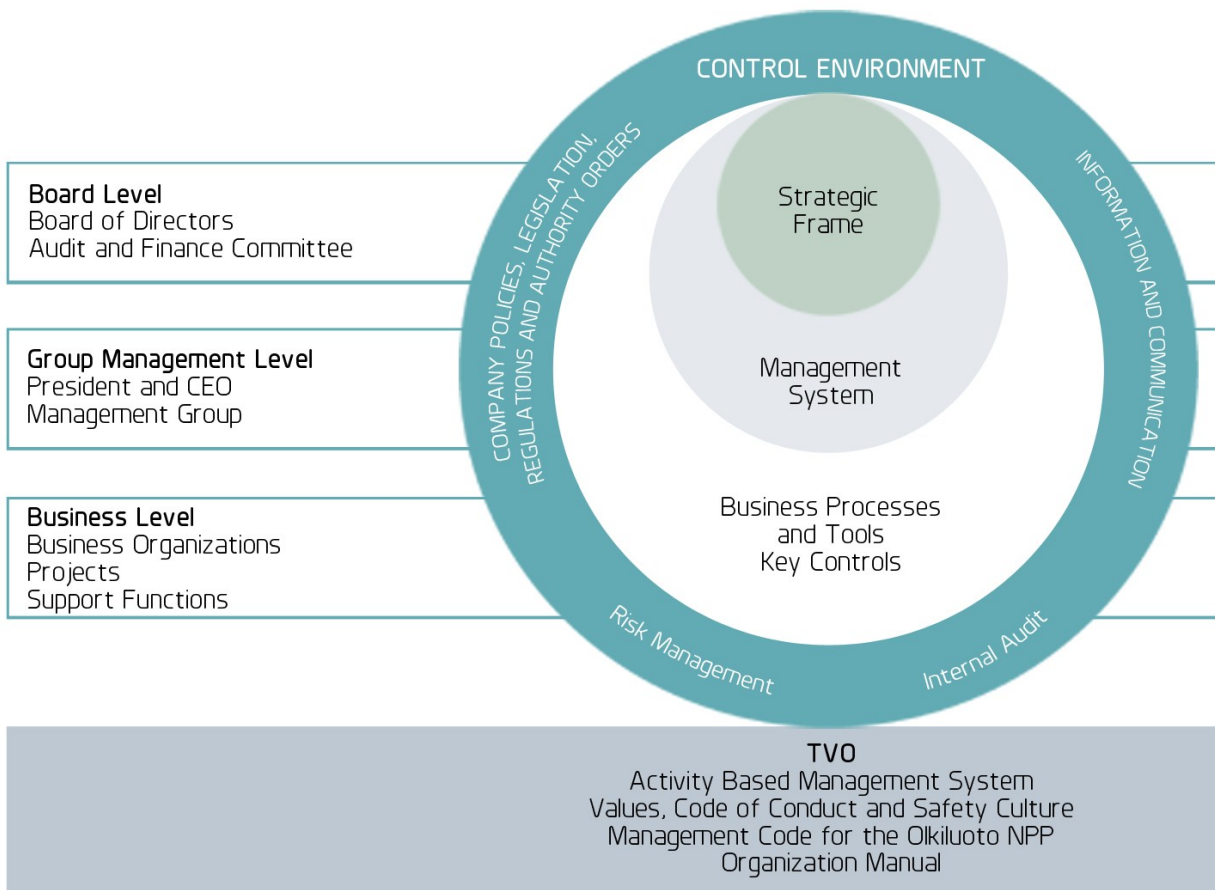 CONTROL ENVIRONMENT
COMPANY POLICIES, LEGISLATION,
REGULATIONS AND AUTHORITY ORDERS
INFORMATION AND COMMUNICATION
Board Level
Board of Directors
Audit and Finance Committee
Strategic
Frame
Group Management Level
President and CEO
Management Group
Management
System
Business Level
Business Organizations
Projects
Support Functions
Business Processes
and Tools
Key Controls
Risk Management
Internal Audit
TVO
Activity Based Management System
Values, Code of Conduct and Safety Culture
Management Code for the Olkiluoto NPP
Organization Manual